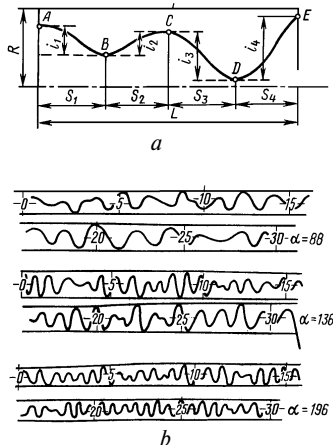 A
R
i₁
B
i₂
C
i₃
D
i₄
E
S₁ S₂ S₃ S₄
L
a
-0 -5 -10 -15
-20 -25 -30 α=88
-0 -5 -10 15
-20 -25 -30 α=136
-0 -5 -10 15
-20 -25 -30 α=196
b